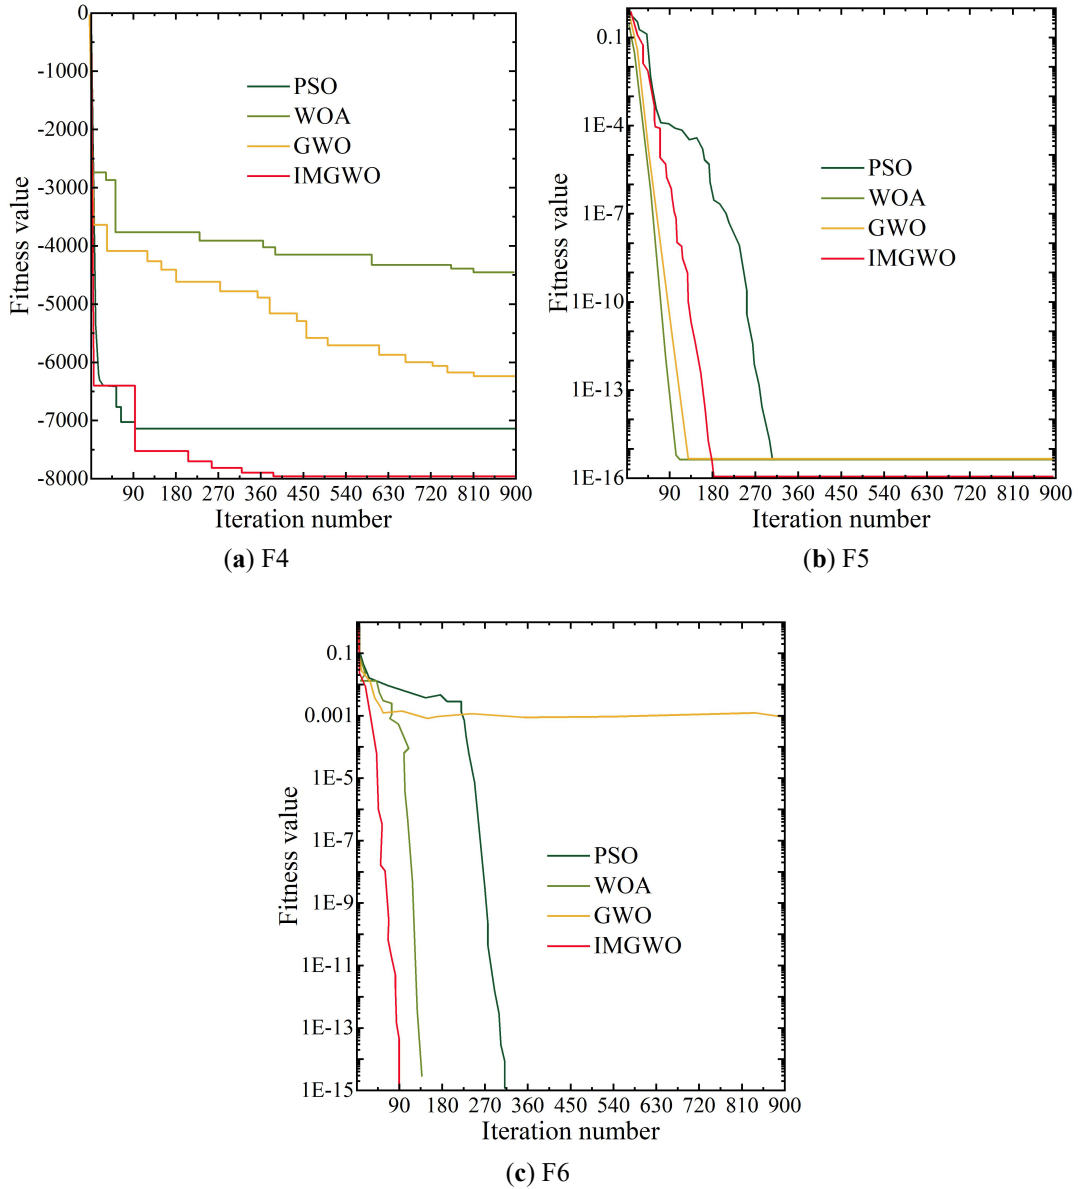 0
-1000
-2000
-3000
-4000
-5000
-6000
-7000
-8000
Fitness value
PSO
WOA
GWO
IMGWO
90 180 270 360 450 540 630 720 810 900
Iteration number
(a) F4
0.1
1E-4
1E-7
1E-10
1E-13
1E-16
Fitness value
PSO
WOA
GWO
IMGWO
90 180 270 360 450 540 630 720 810 900
Iteration number
(b) F5
0.1
0.001
1E-5
1E-7
1E-9
1E-11
1E-13
1E-15
Fitness value
PSO
WOA
GWO
IMGWO
90 180 270 360 450 540 630 720 810 900
Iteration number
(c) F6